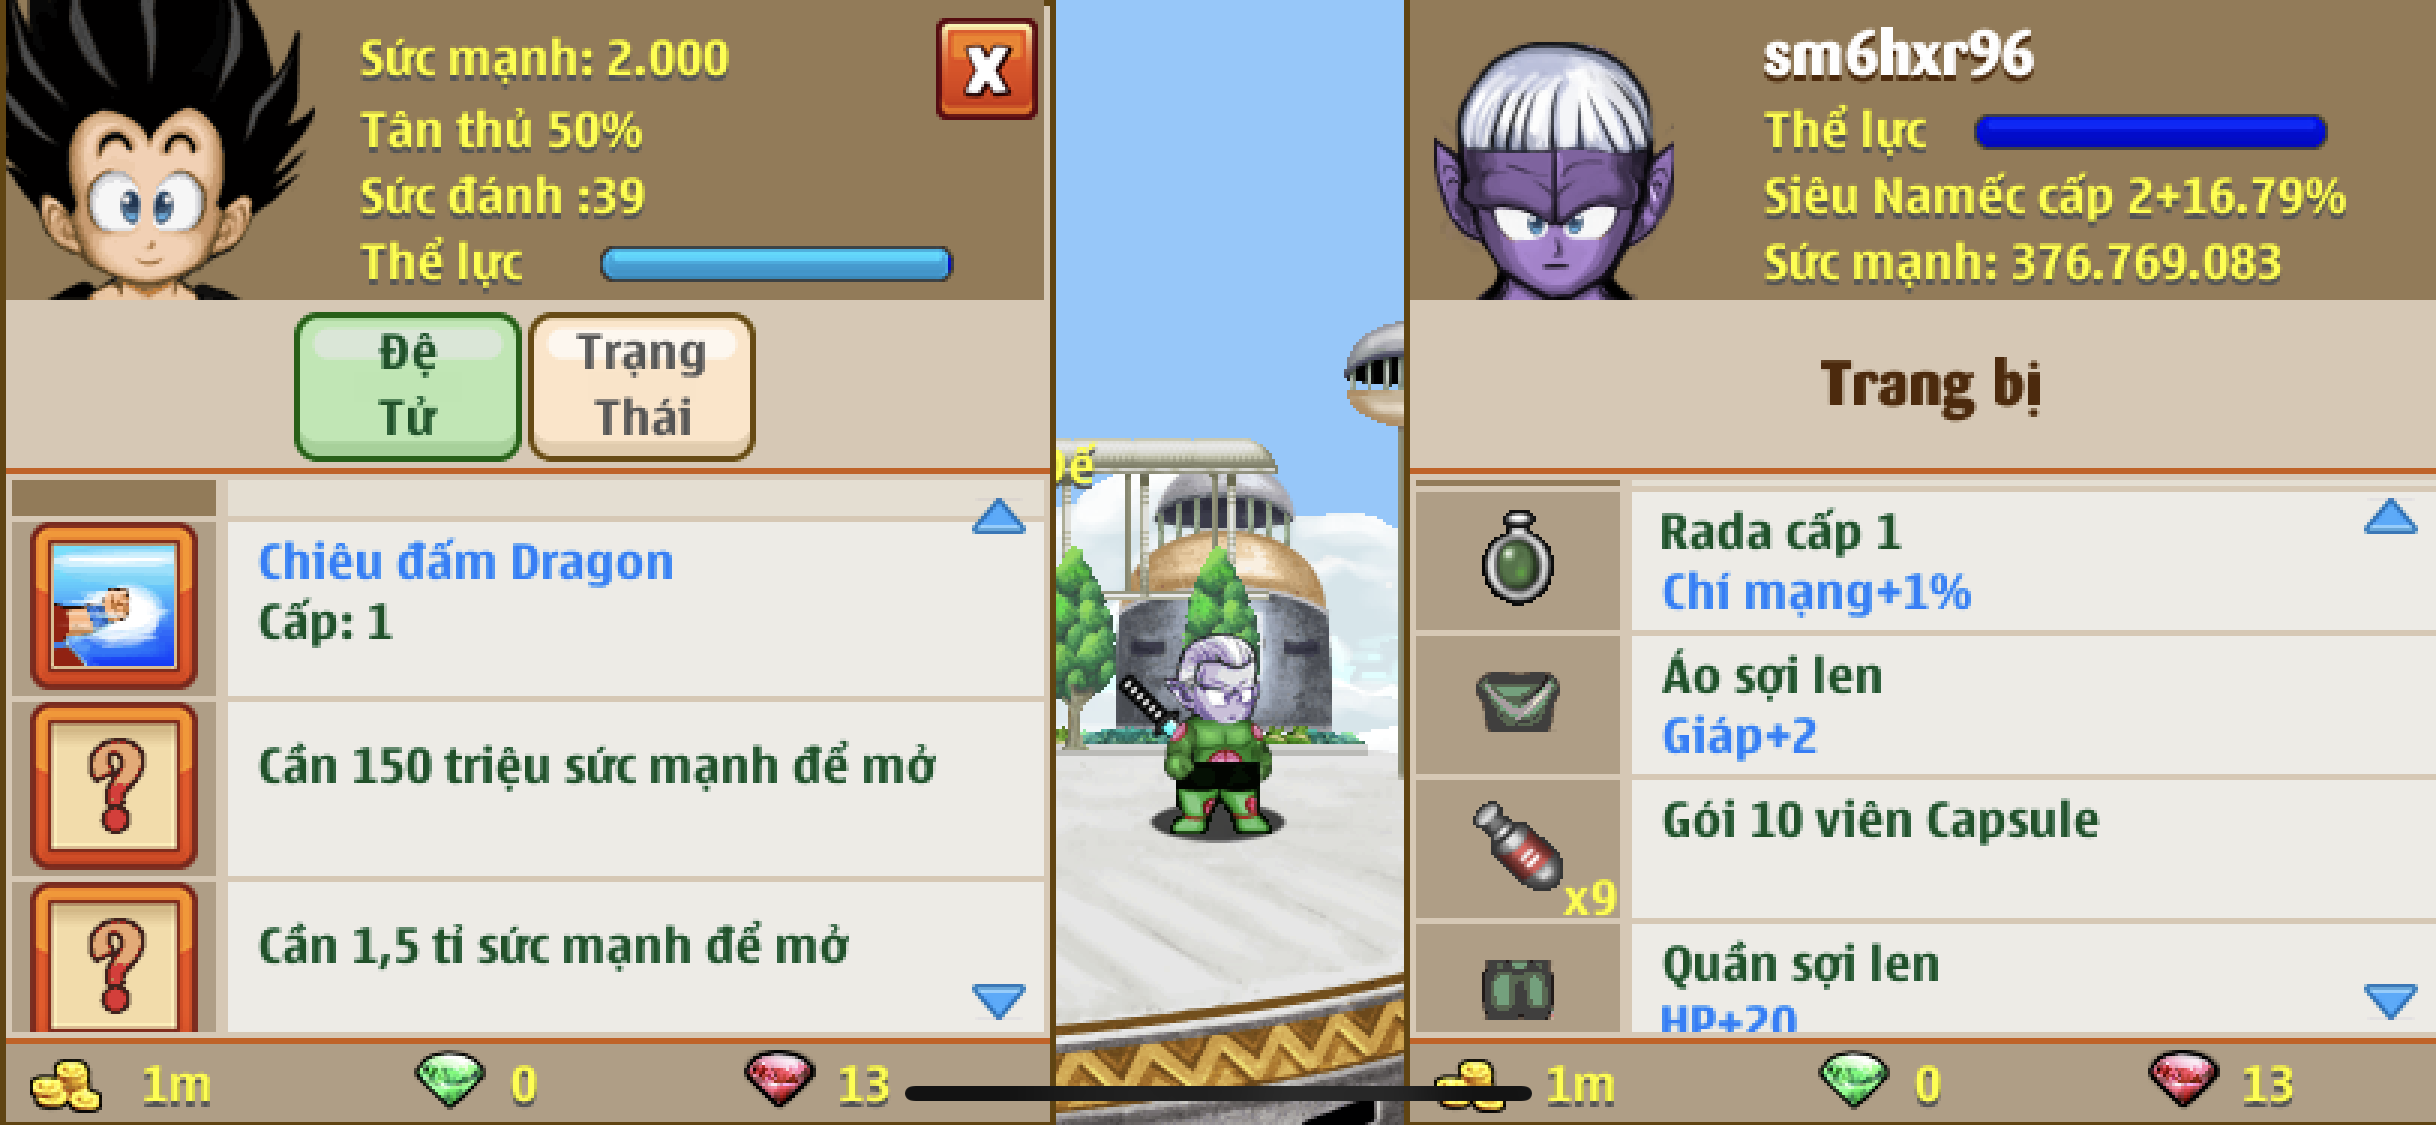 Sức mạnh: 2.000
Tân thủ 50%
Sức đánh :39
Thể lực
X
Đệ
Tử
Trạng
Thái
Chiêu đấm Dragon
Cấp: 1
?
Cần 150 triệu sức mạnh để mở
?
Cần 1,5 tỉ sức mạnh để mở
1m
0
13
sm6hxr96
Thể lực
Siêu Namếc cấp 2+16.79%
Sức mạnh: 376.769.083
Trang bị
Rada cấp 1
Chí mạng+1%
Áo sợi len
Giáp+2
Gói 10 viên Capsule
x9
Quần sợi len
HP+20
1m
0
13